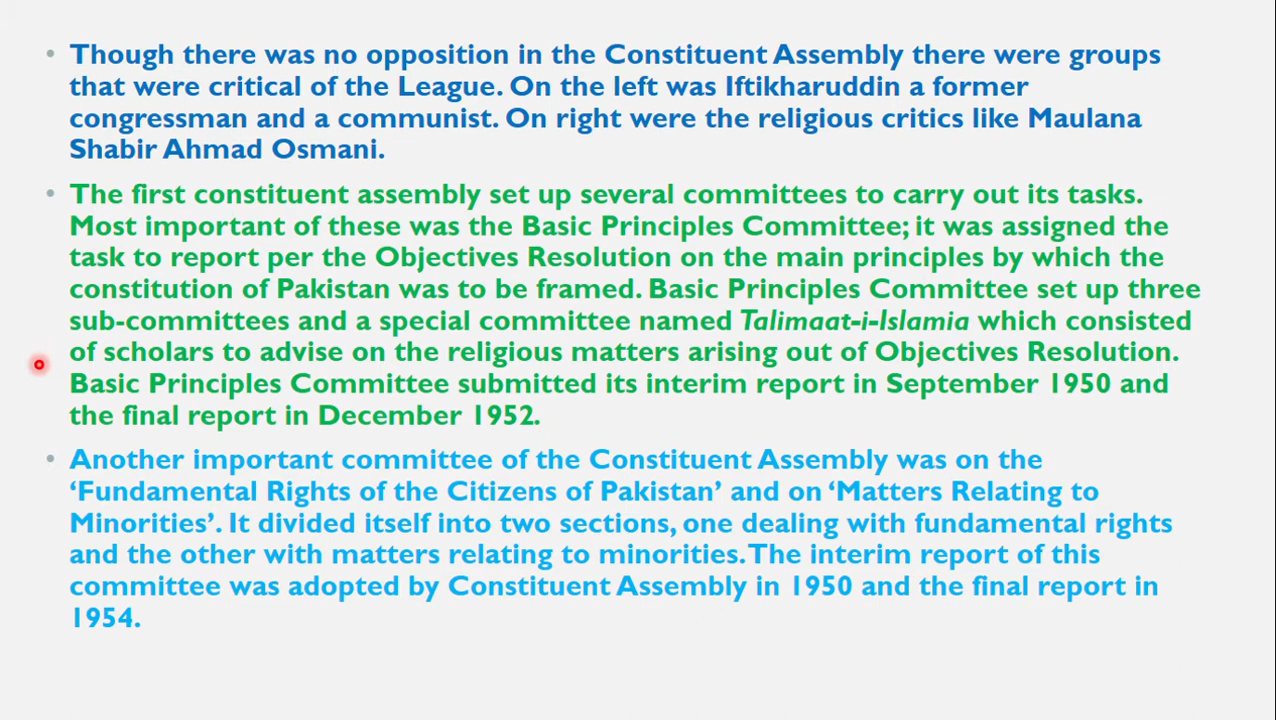 • Though there was no opposition in the Constituent Assembly there were groups
that were critical of the League. On the left was Iftikharuddin a former
congressman and a communist. On right were the religious critics like Maulana
Shabir Ahmad Osmani.
• The first constituent assembly set up several committees to carry out its tasks.
Most important of these was the Basic Principles Committee; it was assigned the
task to report per the Objectives Resolution on the main principles by which the
constitution of Pakistan was to be framed. Basic Principles Committee set up three
sub-committees and a special committee named Talimaat-i-Islamia which consisted
of scholars to advise on the religious matters arising out of Objectives Resolution.
Basic Principles Committee submitted its interim report in September 1950 and
the final report in December 1952.
• Another important committee of the Constituent Assembly was on the
‘Fundamental Rights of the Citizens of Pakistan’ and on ‘Matters Relating to
Minorities’. It divided itself into two sections, one dealing with fundamental rights
and the other with matters relating to minorities. The interim report of this
committee was adopted by Constituent Assembly in 1950 and the final report in
1954.